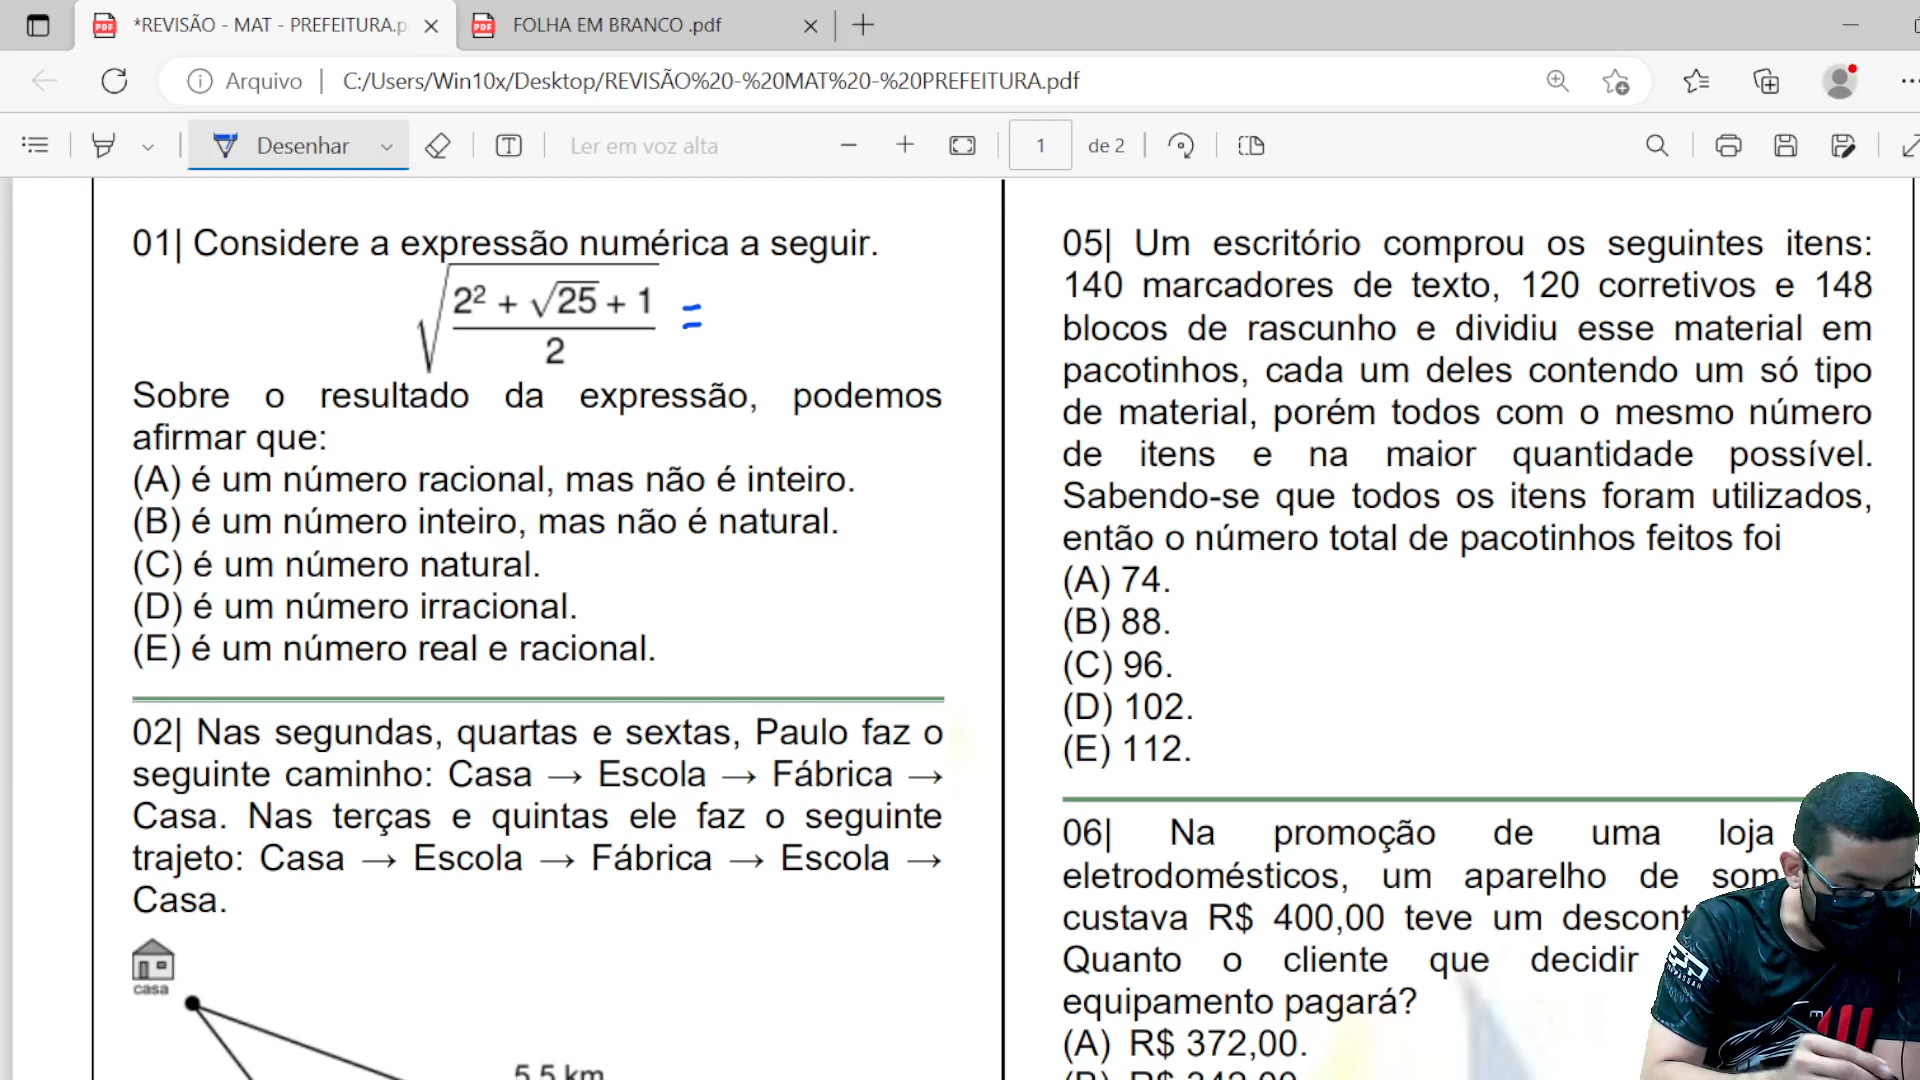 *REVISÃO - MAT - PREFEITURA.p
FOLHA EM BRANCO .pdf
Arquivo
C:/Users/Win10x/Desktop/REVISÃO%20-%20MAT%20-%20PREFEITURA.pdf
Desenhar
Ler em voz alta
1
de 2
01| Considere a expressão numérica a seguir.
√((2² + √25 + 1)/2) =
Sobre o resultado da expressão, podemos
afirmar que:
(A) é um número racional, mas não é inteiro.
(B) é um número inteiro, mas não é natural.
(C) é um número natural.
(D) é um número irracional.
(E) é um número real e racional.
02| Nas segundas, quartas e sextas, Paulo faz o
seguinte caminho: Casa → Escola → Fábrica →
Casa. Nas terças e quintas ele faz o seguinte
trajeto: Casa → Escola → Fábrica → Escola →
Casa.
casa
5,5 km
05| Um escritório comprou os seguintes itens:
140 marcadores de texto, 120 corretivos e 148
blocos de rascunho e dividiu esse material em
pacotinhos, cada um deles contendo um só tipo
de material, porém todos com o mesmo número
de itens e na maior quantidade possível.
Sabendo-se que todos os itens foram utilizados,
então o número total de pacotinhos feitos foi
(A) 74.
(B) 88.
(C) 96.
(D) 102.
(E) 112.
06| Na promoção de uma loja
eletrodomésticos, um aparelho de som
custava R$ 400,00 teve um descont
Quanto o cliente que decidir
equipamento pagará?
(A) R$ 372,00.
(B) R$ 342,00